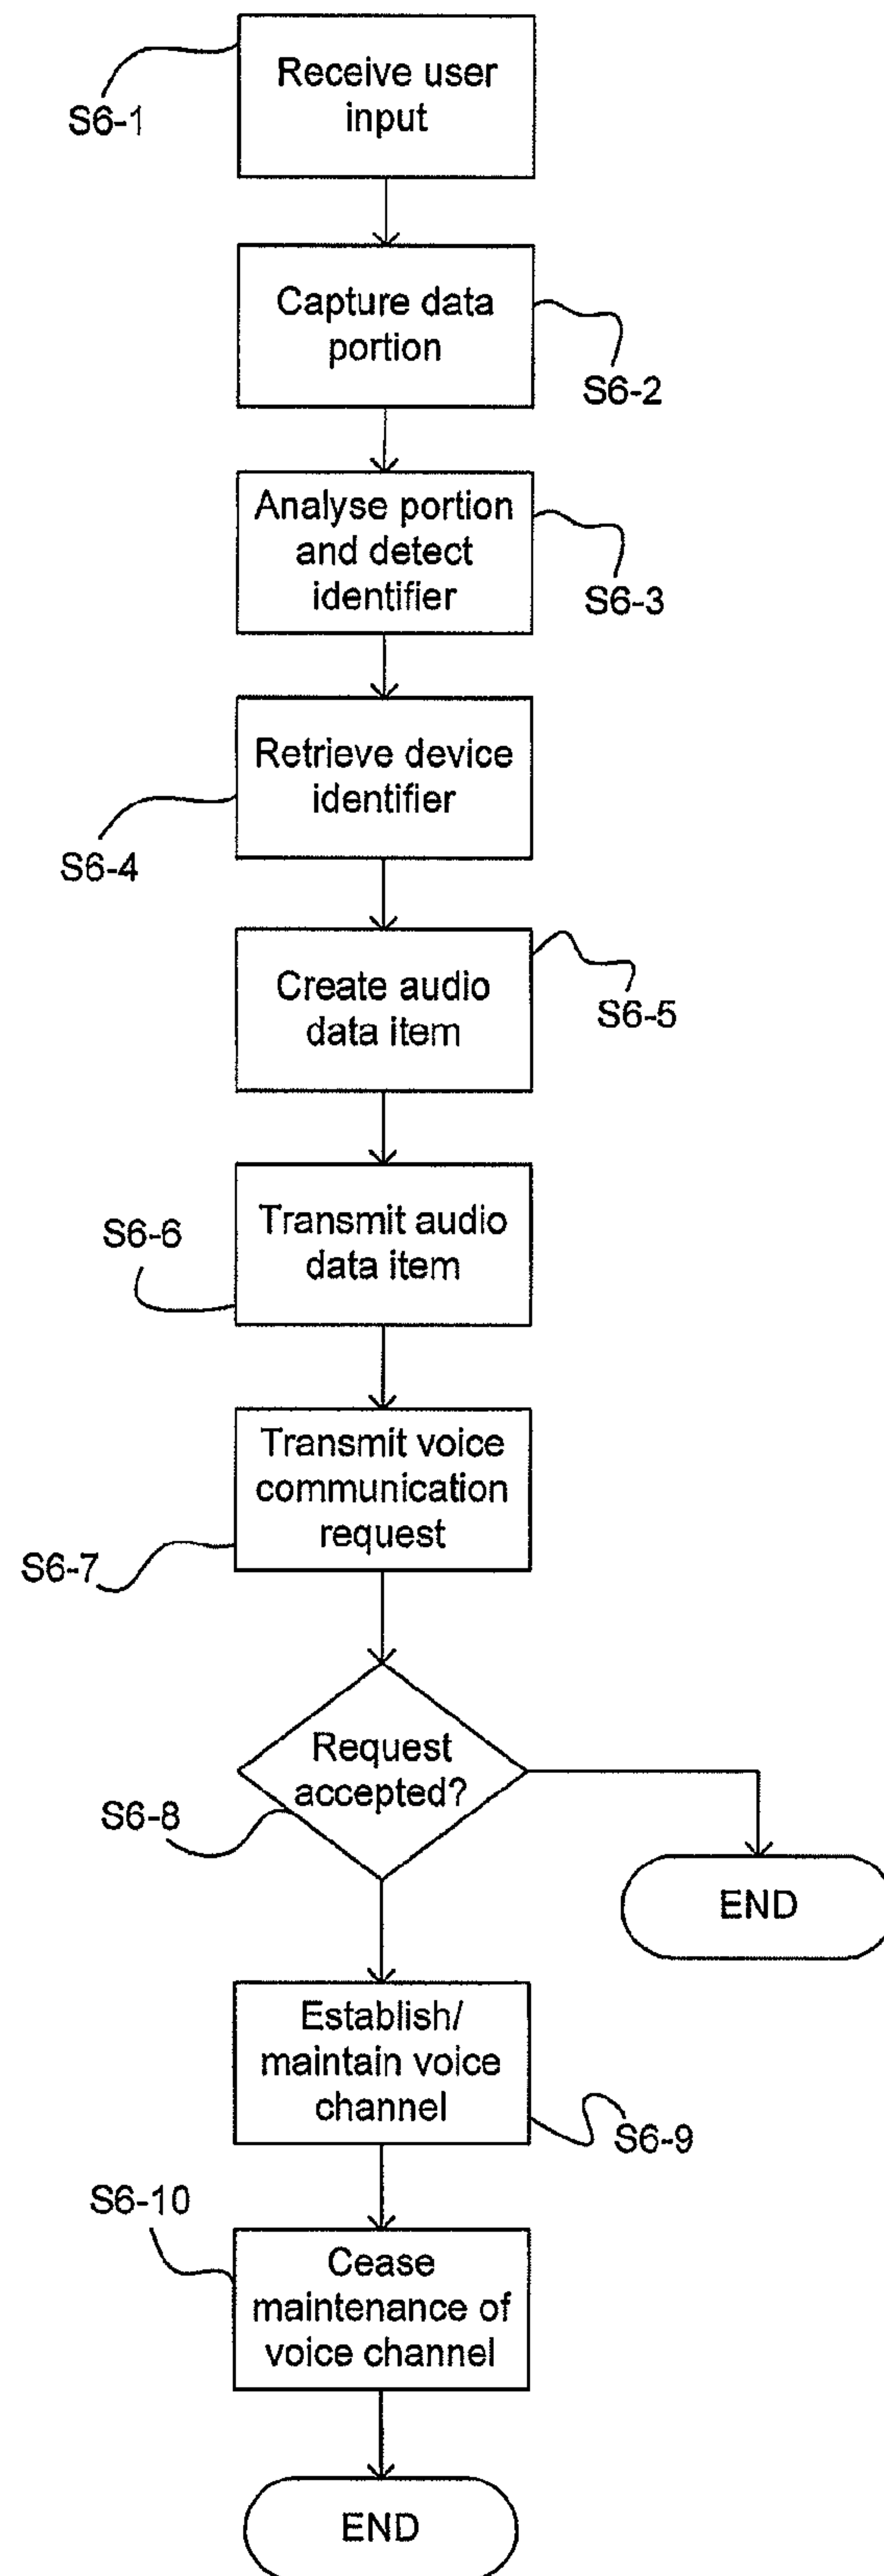 Receive user
input
S6-1
Capture data
portion
S6-2
Analyse portion
and detect
identifier
S6-3
Retrieve device
identifier
S6-4
Create audio
data item
S6-5
Transmit audio
data item
S6-6
Transmit voice
communication
request
S6-7
Request
accepted?
S6-8
END
Establish/
maintain voice
channel
S6-9
S6-10
Cease
maintenance of
voice channel
END